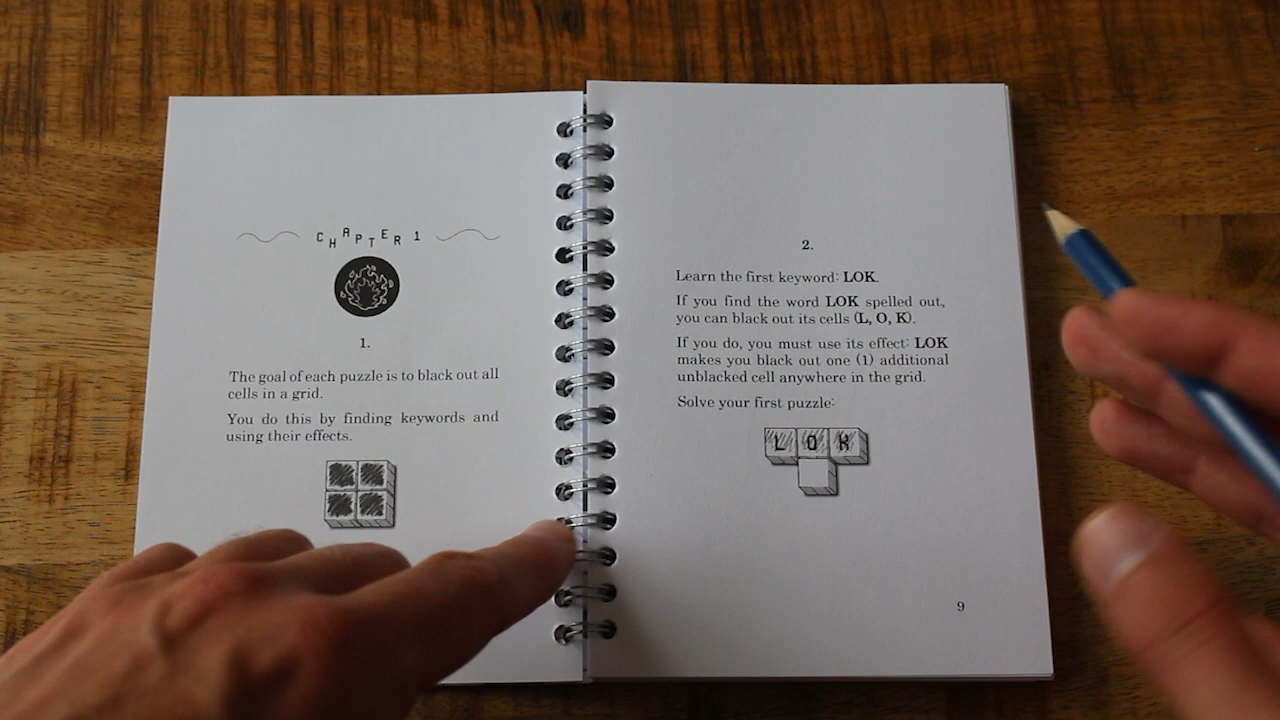 CHAPTER 1
1.
The goal of each puzzle is to black out all
cells in a grid.
You do this by finding keywords and
using their effects.
2.
Learn the first keyword: LOK.
If you find the word LOK spelled out,
you can black out its cells (L, O, K).
If you do, you must use its effect: LOK
makes you black out one (1) additional
unblacked cell anywhere in the grid.
Solve your first puzzle:
L O K
9